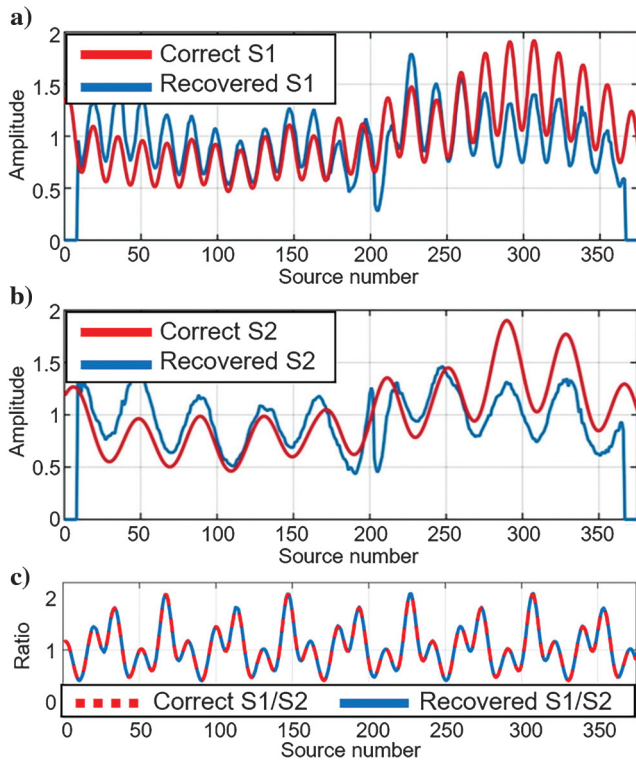 a)
2
1.5
1
0.5
0
Amplitude
Correct S1
Recovered S1
0 50 100 150 200 250 300 350
Source number
b)
2
1.5
1
0.5
0
Amplitude
Correct S2
Recovered S2
0 50 100 150 200 250 300 350
Source number
c)
2
1
0
Ratio
Correct S1/S2 Recovered S1/S2
0 50 100 150 200 250 300 350
Source number